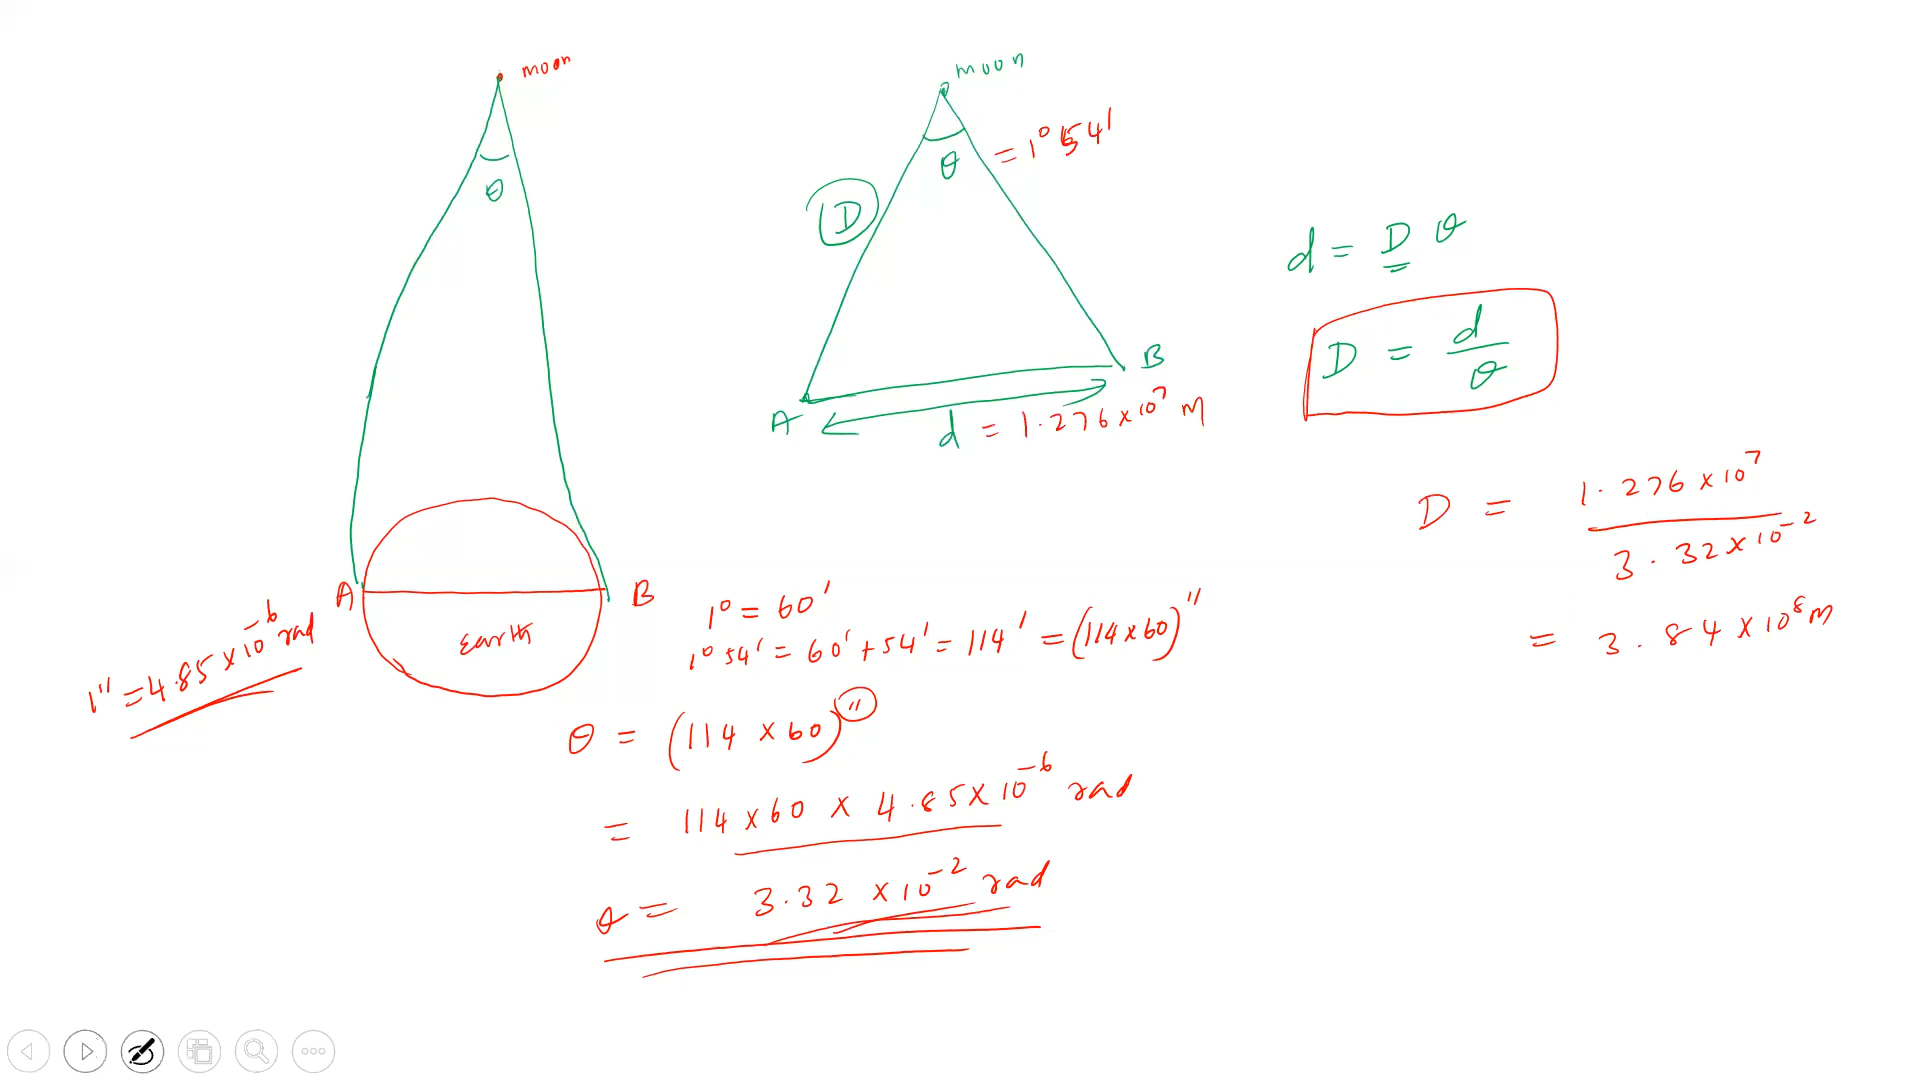 moon
θ
A
B
Earth
1" = 4.85 × 10⁻⁶ rad
moon
θ = 1° 54'
D
A
B
d = 1.276 × 10⁷ m
d = D θ
D = d/θ
D = 1.276 × 10⁷ / 3.32 × 10⁻²
= 3.84 × 10⁸ m
1° = 60'
1° 54' = 60' + 54' = 114' = (114 × 60)"
θ = (114 × 60)"
= 114 × 60 × 4.85 × 10⁻⁶ rad
θ = 3.32 × 10⁻² rad